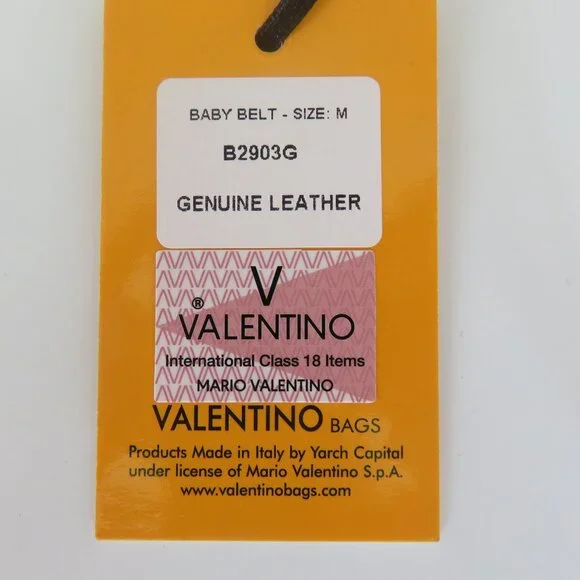 BABY BELT - SIZE: M
B2903G
GENUINE LEATHER
V
® VALENTINO
International Class 18 Items
MARIO VALENTINO
VALENTINO BAGS
Products Made in Italy by Yarch Capital
under license of Mario Valentino S.p.A.
www.valentinobags.com